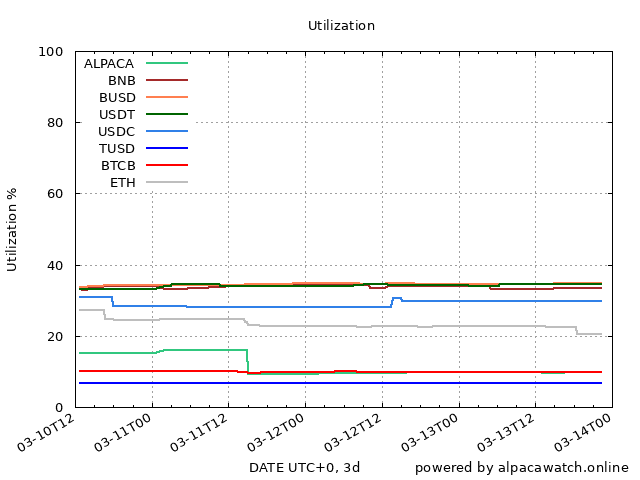 Utilization
100
80
60
40
20
0
Utilization %
ALPACA
BNB
BUSD
USDT
USDC
TUSD
BTCB
ETH
03-10T12
03-11T00
03-11T12
03-12T00
03-12T12
03-13T00
03-13T12
03-14T00
DATE UTC+0, 3d
powered by alpacawatch.online